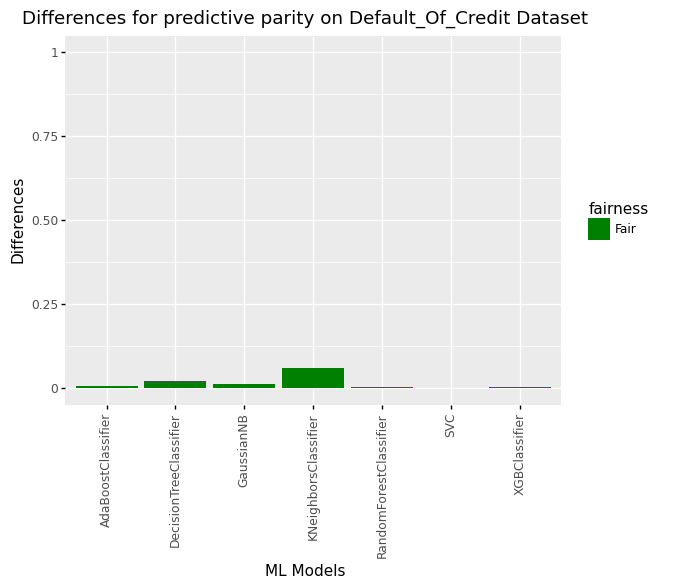 Differences for predictive parity on Default_Of_Credit Dataset
1
0.75
0.50
0.25
0
Differences
AdaBoostClassifier
DecisionTreeClassifier
GaussianNB
KNeighborsClassifier
RandomForestClassifier
SVC
XGBClassifier
ML Models
fairness
Fair